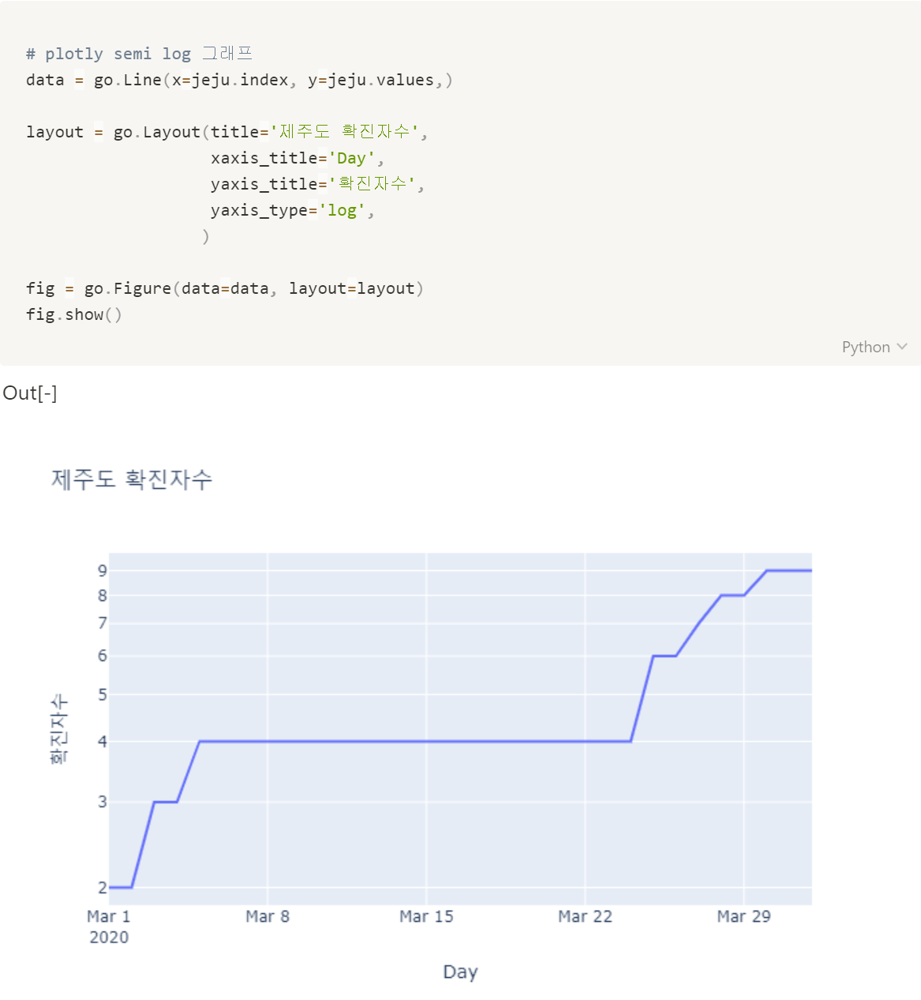 # plotly semi log 그래프
data = go.Line(x=jeju.index, y=jeju.values,)
layout = go.Layout(title='제주도 확진자수',
xaxis_title='Day',
yaxis_title='확진자수',
yaxis_type='log',
)
fig = go.Figure(data=data, layout=layout)
fig.show()
Python
Out[-]
제주도 확진자수
9
8
7
6
5
4
3
2
확진자수
Mar 1 Mar 8 Mar 15 Mar 22 Mar 29
2020
Day